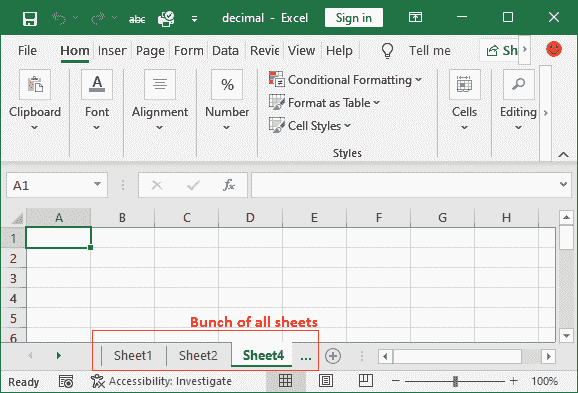 abc decimal - Excel Sign in
File Hom Inser Page Form Data Revie View Help Tell me Sh
Clipboard Font Alignment % Number Conditional Formatting Format as Table Cell Styles Styles Cells Editing
A1 fx
A B C D E F G H
1
2
3
4
5
6
Bunch of all sheets
Sheet1 Sheet2 Sheet4 ...
Ready Accessibility: Investigate 100%